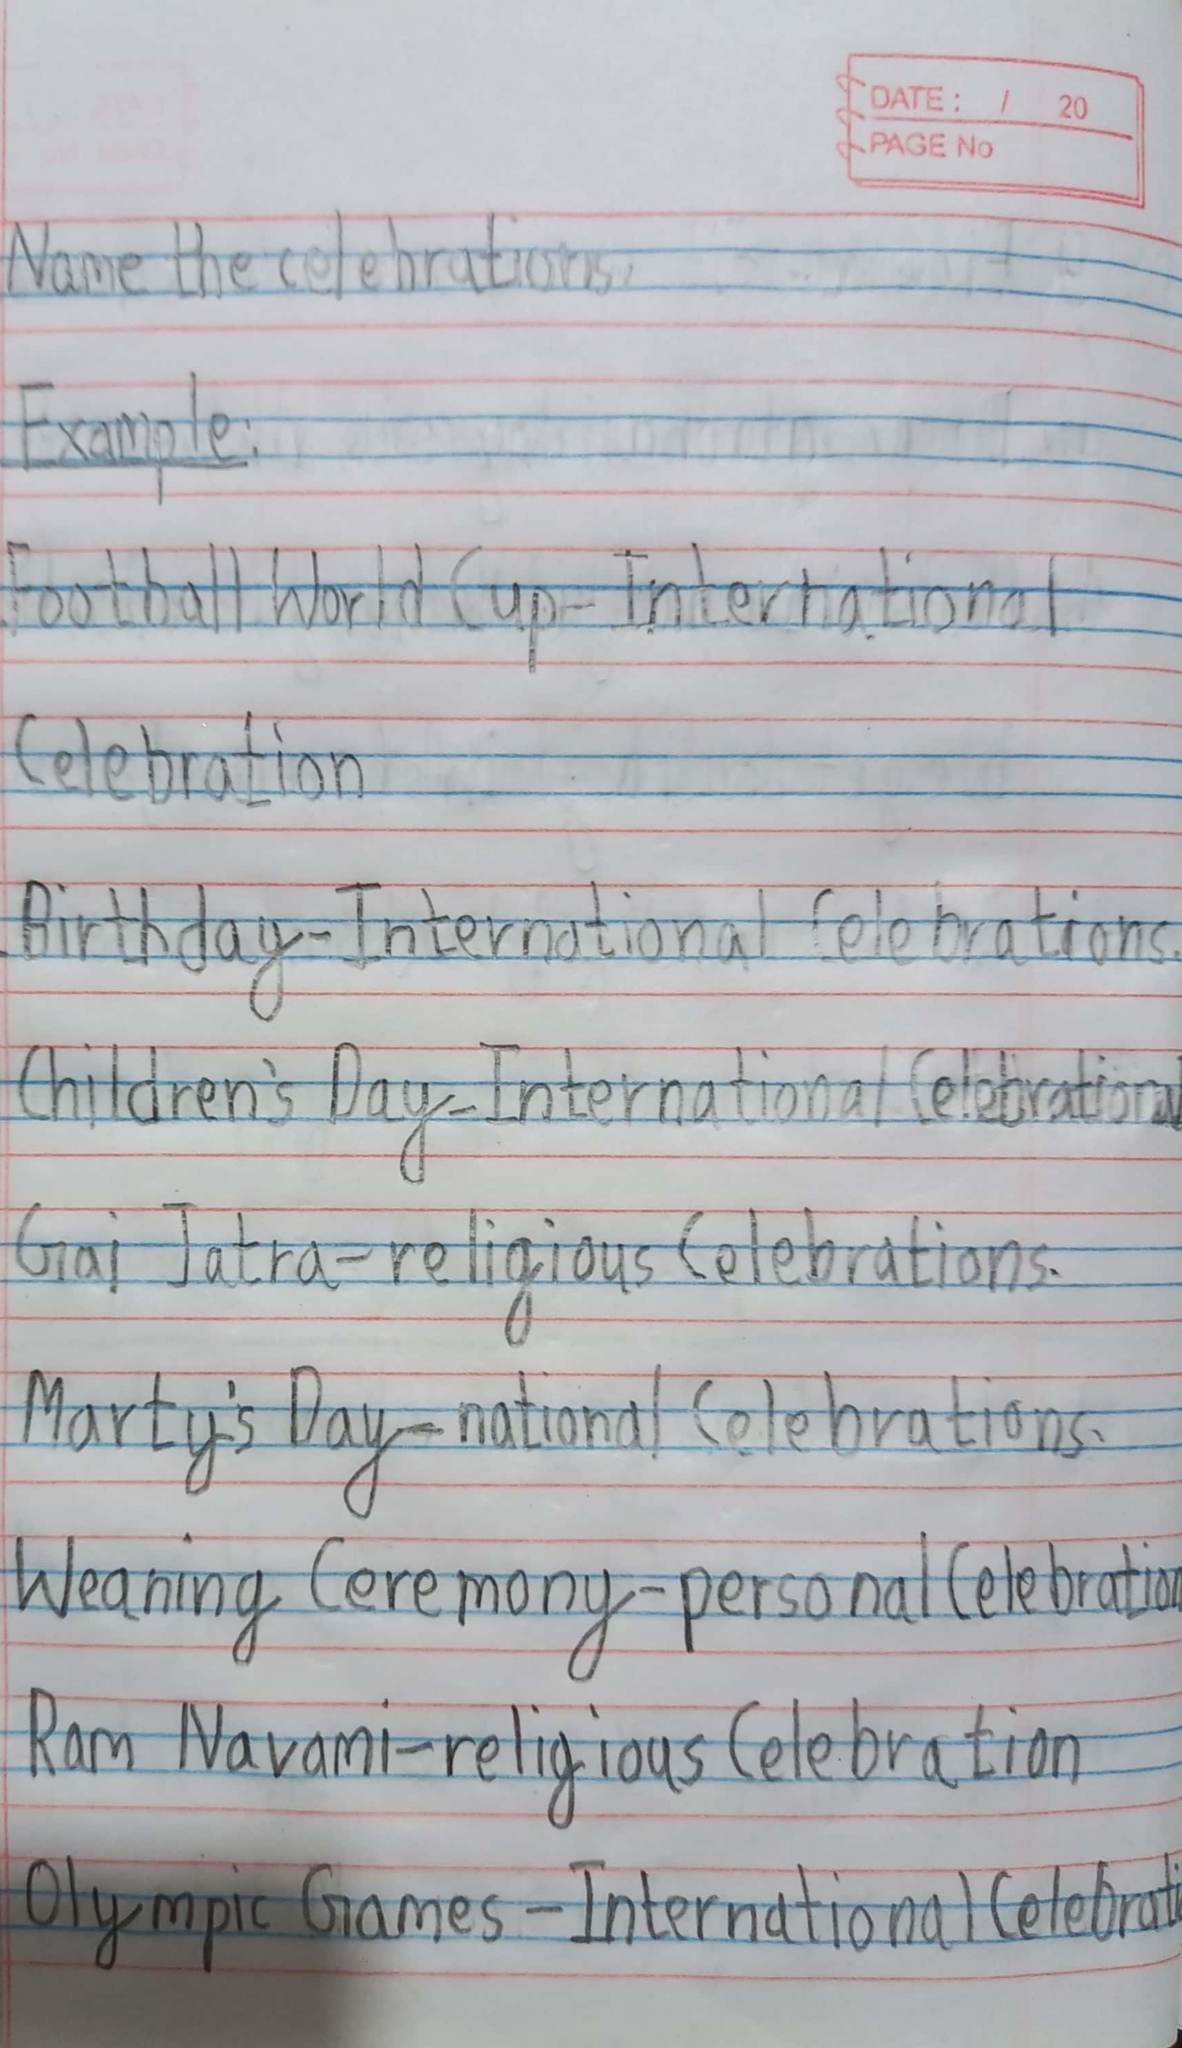 DATE: / 20
PAGE No
Name the celebrations.
Example:
Football World Cup-International
Celebration
Birthday-International Celebrations.
Children's Day-International Celebrational
Gai Jatra-religious Celebrations.
Marty's Day-national Celebrations.
Weaning Ceremony-personal Celebration
Ram Navami-religious Celebration
Olympic Games-International Celebrati